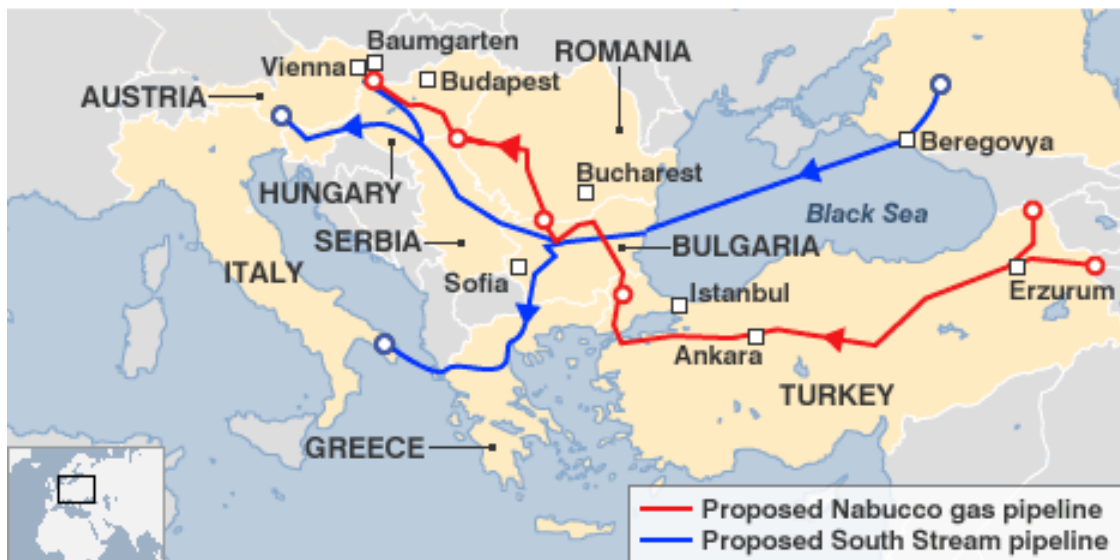 Baumgarten
ROMANIA
Vienna
Budapest
AUSTRIA
Beregovya
Bucharest
HUNGARY
Black Sea
SERBIA
BULGARIA
ITALY
Sofia
Istanbul
Erzurum
Ankara
TURKEY
GREECE
Proposed Nabucco gas pipeline
Proposed South Stream pipeline